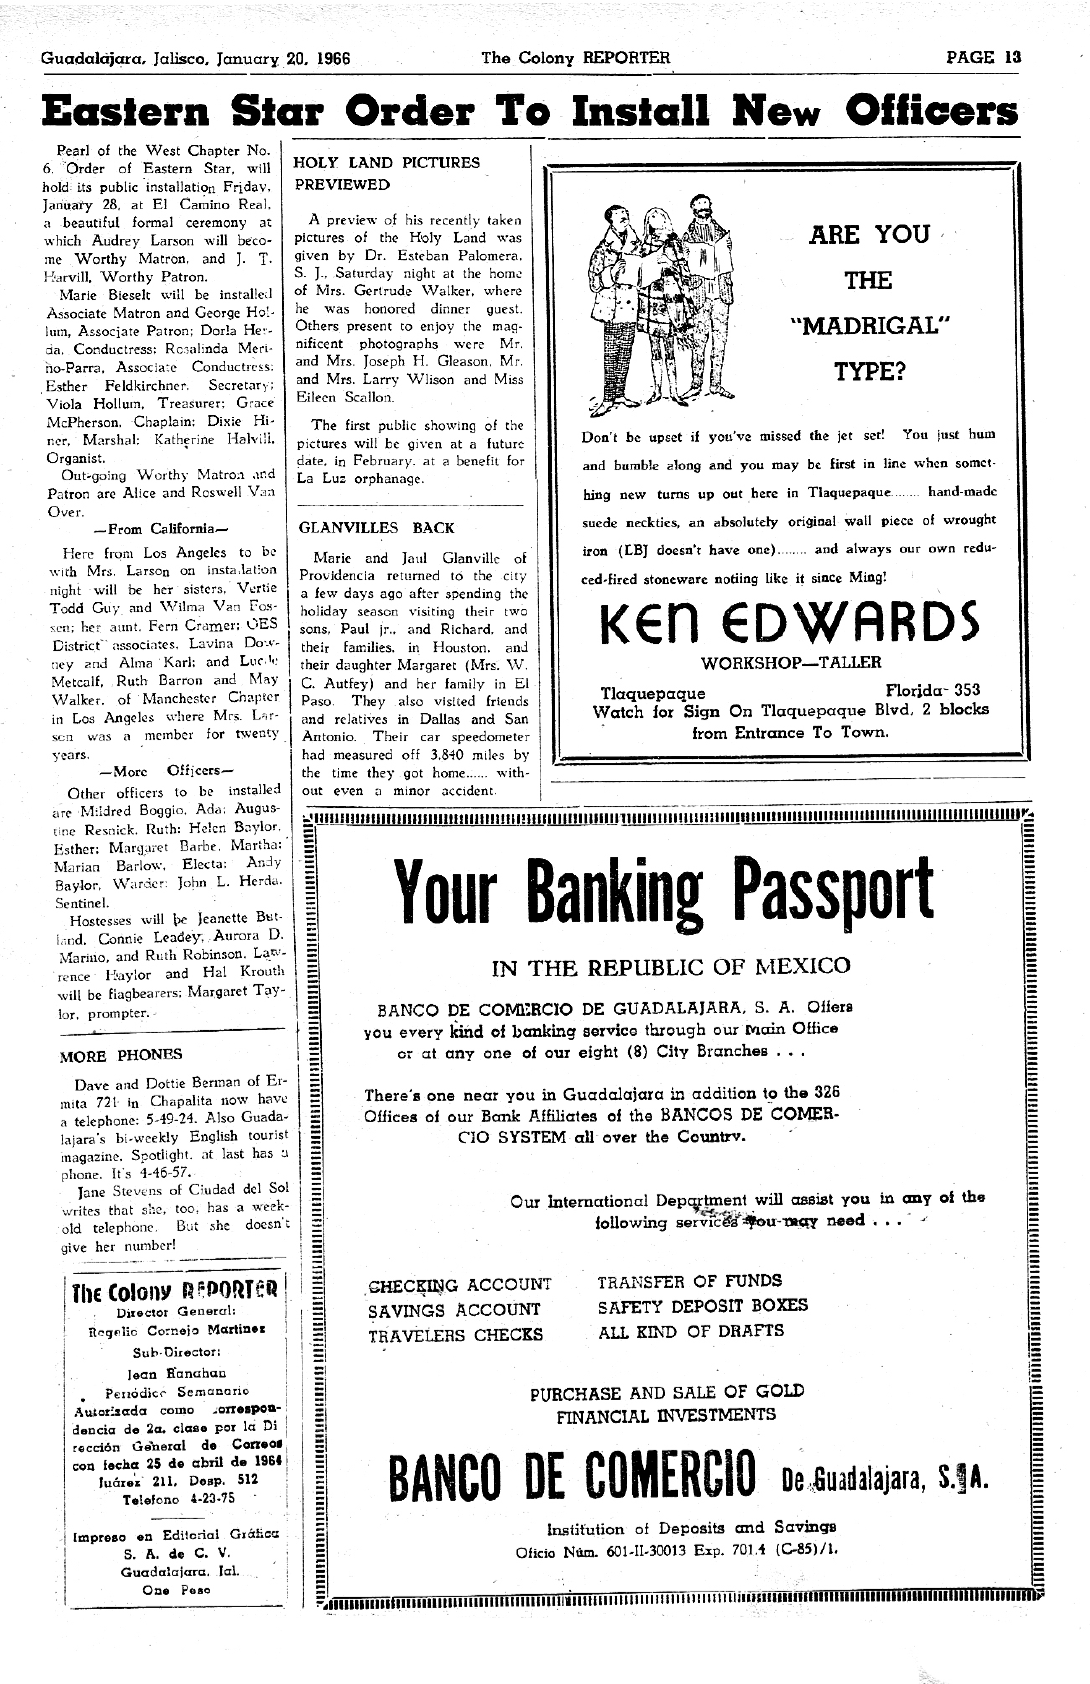 Guadalajara, Jalisco, January 20, 1966 The Colony REPORTER PAGE 13
Eastern Star Order To Install New Officers
Pearl of the West Chapter No.
6, Order of Eastern Star, will
hold its public installation Friday,
January 28, at El Camino Real,
a beautiful formal ceremony at
which Audrey Larson will beco-
me Worthy Matron, and J. T.
Harvill, Worthy Patron.
Marie Bieselt will be installed
Associate Matron and George Hol-
lum, Associate Patron; Dorla Her-
da, Conductress; Rosalinda Meri-
no-Parra, Associate Conductress;
Esther Feldkirchner, Secretary;
Viola Hollum, Treasurer; Grace
McPherson, Chaplain; Dixie Hi-
ner, Marshal; Katherine Halvill,
Organist.
Out-going Worthy Matron and
Patron are Alice and Roswell Van
Over.
—From California—
Here from Los Angeles to be
with Mrs. Larson on installation
night will be her sisters, Vertie
Todd Guy and Wilma Van Fos-
sen; her aunt, Fern Cramer; OES
District associates, Lavina Dow-
ney and Alma Karl; and Lucile
Metcalf, Ruth Barron and May
Walker, of Manchester Chapter
in Los Angeles where Mrs. Lar-
son was a member for twenty
years.
—More Officers—
Other officers to be installed
are Mildred Boggio, Ada; Augus-
tine Resnick, Ruth; Helen Baylor,
Esther; Margaret Barbe, Martha;
Marian Barlow, Electa; Andy
Baylor, Warder; John L. Herda,
Sentinel.
Hostesses will be Jeanette But-
land, Connie Leadey, Aurora D.
Marino, and Ruth Robinson. Law-
rence Haylor and Hal Krouth
will be flagbearers; Margaret Tay-
lor, prompter.
MORE PHONES
Dave and Dottie Berman of Er-
mita 721 in Chapalita now have
a telephone: 5-49-24. Also Guada-
lajara's bi-weekly English tourist
magazine, Spotlight, at last has a
phone. It's 4-46-57.
Jane Stevens of Ciudad del Sol
writes that she, too, has a week-
old telephone. But she doesn't
give her number!
The Colony REPORTER
Director General:
Rogelio Cornejo Martinez
Sub-Director:
Jean Ranahan
Periódico Semanario
Autorizada como correspon-
dencia de 2a. clase por la Di
rección General de Correos
con fecha 25 de abril de 1964
Juárez 211, Desp. 512
Telefono 4-23-75
Impreso en Editorial Gráfica
S. A. de C. V.
Guadalajara, Jal.
One Peso
HOLY LAND PICTURES
PREVIEWED
A preview of his recently taken
pictures of the Holy Land was
given by Dr. Esteban Palomera,
S. J., Saturday night at the home
of Mrs. Gertrude Walker, where
he was honored dinner guest.
Others present to enjoy the mag-
nificent photographs were Mr.
and Mrs. Joseph H. Gleason, Mr.
and Mrs. Larry Wlison and Miss
Eileen Scallon.
The first public showing of the
pictures will be given at a future
date, in February, at a benefit for
La Luz orphanage.
GLANVILLES BACK
Marie and Jaul Glanville of
Providencia returned to the city
a few days ago after spending the
holiday season visiting their two
sons, Paul jr., and Richard, and
their families, in Houston, and
their daughter Margaret (Mrs. W.
C. Autfey) and her family in El
Paso. They also visited friends
and relatives in Dallas and San
Antonio. Their car speedometer
had measured off 3,840 miles by
the time they got home...... with-
out even a minor accident.
ARE YOU
THE
"MADRIGAL"
TYPE?
Don't be upset if you've missed the jet set! You just hum
and bumble along and you may be first in line when somet-
hing new turns up out here in Tlaquepaque........ hand-made
suede neckties, an absolutely original wall piece of wrought
iron (LBJ doesn't have one)........ and always our own redu-
ced-fired stoneware notiing like it since Ming!
KEN EDWARDS
WORKSHOP—TALLER
Tlaquepaque Florida- 353
Watch for Sign On Tlaquepaque Blvd, 2 blocks
from Entrance To Town.
Your Banking Passport
IN THE REPUBLIC OF MEXICO
BANCO DE COMERCIO DE GUADALAJARA, S. A. Offers
you every kind of banking service through our Main Office
or at any one of our eight (8) City Branches . . .
There's one near you in Guadalajara in addition to the 326
Offices of our Bank Affiliates of the BANCOS DE COMER-
CIO SYSTEM all over the Country.
Our International Department will assist you in any of the
following services you may need . . .
CHECKING ACCOUNT TRANSFER OF FUNDS
SAVINGS ACCOUNT SAFETY DEPOSIT BOXES
TRAVELERS CHECKS ALL KIND OF DRAFTS
PURCHASE AND SALE OF GOLD
FINANCIAL INVESTMENTS
BANCO DE COMERCIO De Guadalajara, S. A.
Institution of Deposits and Savings
Oficio Núm. 601-II-30013 Exp. 701.4 (C-85)/1.